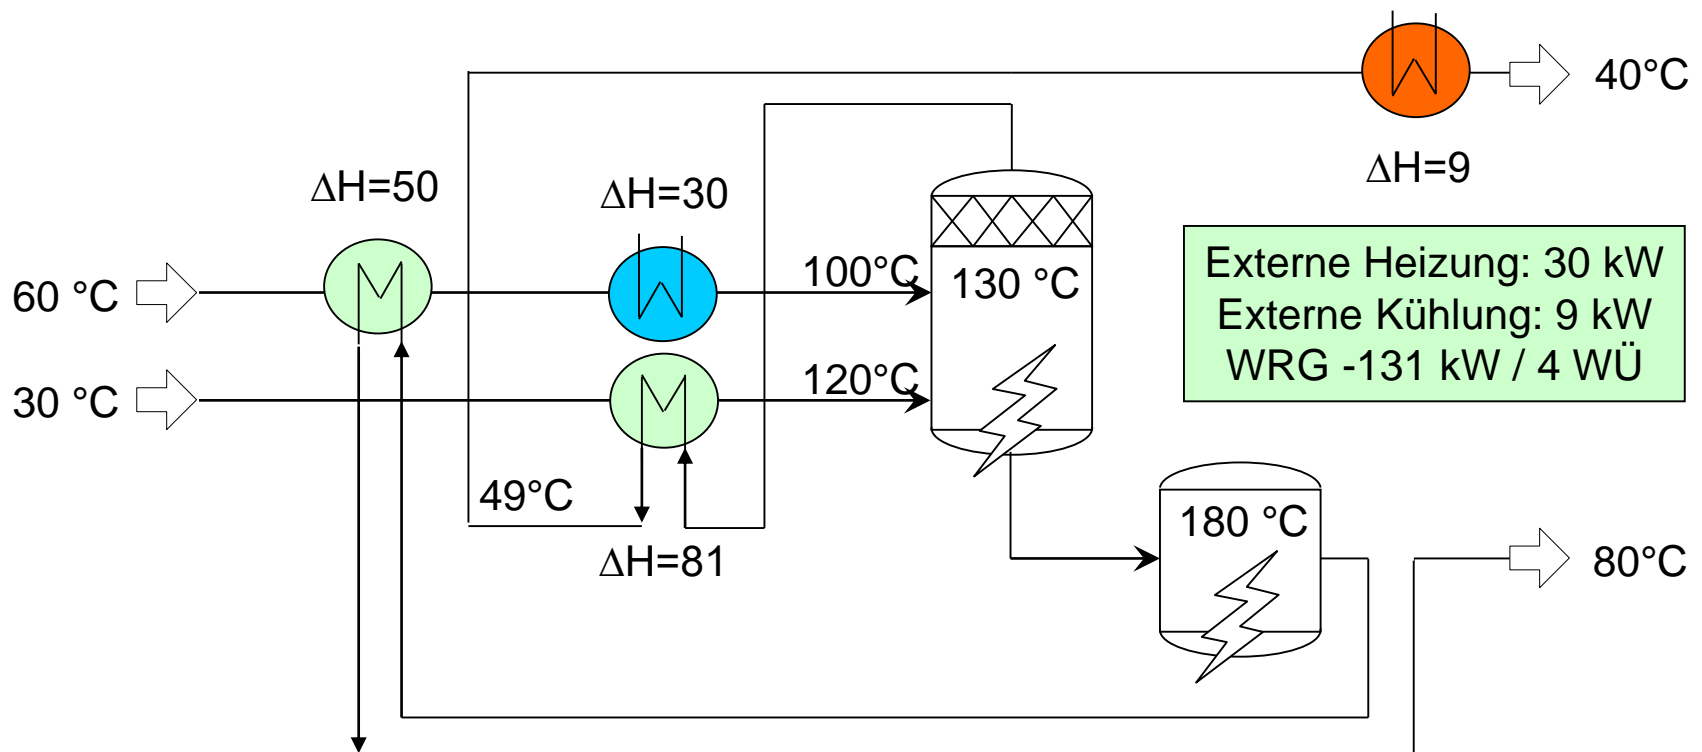 40°C
ΔH=9
ΔH=50
ΔH=30
60 °C
100°C
130 °C
Externe Heizung: 30 kW
Externe Kühlung: 9 kW
WRG -131 kW / 4 WÜ
30 °C
120°C
49°C
ΔH=81
180 °C
80°C